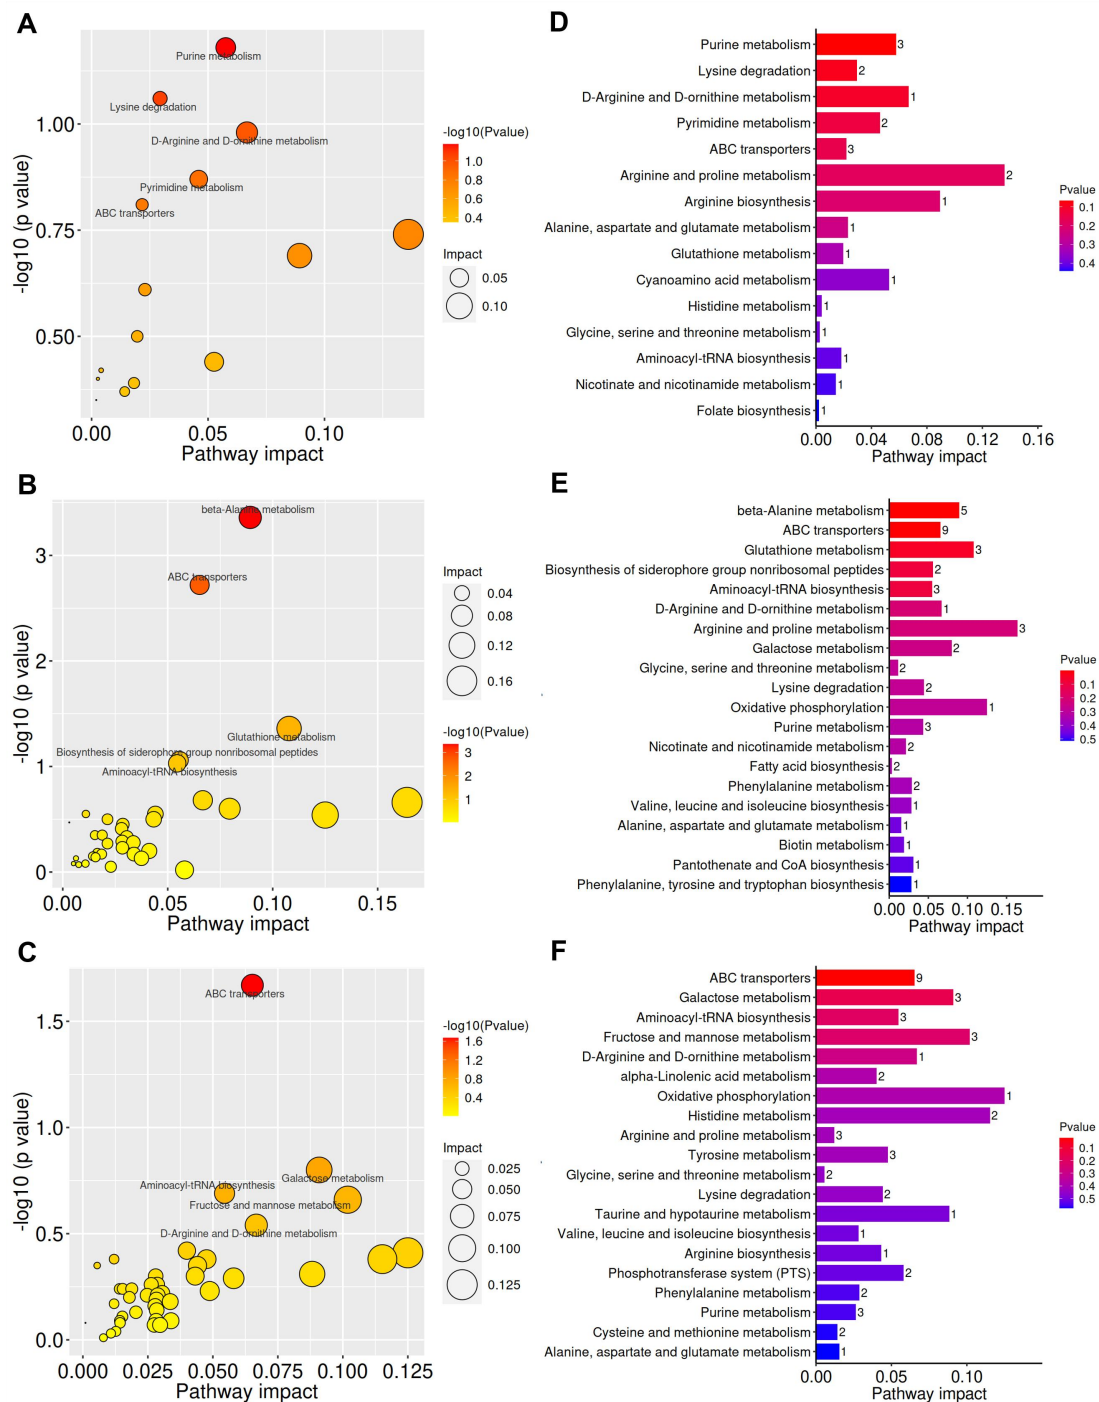 A
Purine metabolism
Lysine degradation
D-Arginine and D-ornithine metabolism
Pyrimidine metabolism
ABC transporters
1.00
0.75
0.50
-log10 (p value)
0.00
0.05
0.10
Pathway impact
-log10(Pvalue)
1.0
0.8
0.6
0.4
Impact
0.05
0.10
D
Purine metabolism
3
Lysine degradation
2
D-Arginine and D-ornithine metabolism
1
Pyrimidine metabolism
2
ABC transporters
3
Arginine and proline metabolism
2
Arginine biosynthesis
1
Alanine, aspartate and glutamate metabolism
1
Glutathione metabolism
1
Cyanoamino acid metabolism
1
Histidine metabolism
1
Glycine, serine and threonine metabolism
1
Aminoacyl-tRNA biosynthesis
1
Nicotinate and nicotinamide metabolism
1
Folate biosynthesis
1
0.00
0.04
0.08
0.12
0.16
Pathway impact
Pvalue
0.1
0.2
0.3
0.4
B
beta-Alanine metabolism
ABC transporters
Glutathione metabolism
Biosynthesis of siderophore group nonribosomal peptides
Aminoacyl-tRNA biosynthesis
3
2
1
0
-log10 (p value)
0.00
0.05
0.10
0.15
Pathway impact
Impact
0.04
0.08
0.12
0.16
-log10(Pvalue)
3
2
1
E
beta-Alanine metabolism
5
ABC transporters
9
Glutathione metabolism
3
Biosynthesis of siderophore group nonribosomal peptides
2
Aminoacyl-tRNA biosynthesis
3
D-Arginine and D-ornithine metabolism
1
Arginine and proline metabolism
3
Galactose metabolism
2
Glycine, serine and threonine metabolism
2
Lysine degradation
2
Oxidative phosphorylation
1
Purine metabolism
3
Nicotinate and nicotinamide metabolism
2
Fatty acid biosynthesis
2
Phenylalanine metabolism
2
Valine, leucine and isoleucine biosynthesis
1
Alanine, aspartate and glutamate metabolism
1
Biotin metabolism
1
Pantothenate and CoA biosynthesis
1
Phenylalanine, tyrosine and tryptophan biosynthesis
1
0.00
0.05
0.10
0.15
Pathway impact
Pvalue
0.1
0.2
0.3
0.4
0.5
C
ABC transporters
Galactose metabolism
Aminoacyl-tRNA biosynthesis
Fructose and mannose metabolism
D-Arginine and D-ornithine metabolism
1.5
1.0
0.5
0.0
-log10 (p value)
0.000
0.025
0.050
0.075
0.100
0.125
Pathway impact
-log10(Pvalue)
1.6
1.2
0.8
0.4
Impact
0.025
0.050
0.075
0.100
0.125
F
ABC transporters
9
Galactose metabolism
3
Aminoacyl-tRNA biosynthesis
3
Fructose and mannose metabolism
3
D-Arginine and D-ornithine metabolism
1
alpha-Linolenic acid metabolism
2
Oxidative phosphorylation
1
Histidine metabolism
2
Arginine and proline metabolism
3
Tyrosine metabolism
3
Glycine, serine and threonine metabolism
2
Lysine degradation
2
Taurine and hypotaurine metabolism
1
Valine, leucine and isoleucine biosynthesis
1
Arginine biosynthesis
1
Phosphotransferase system (PTS)
2
Phenylalanine metabolism
2
Purine metabolism
3
Cysteine and methionine metabolism
2
Alanine, aspartate and glutamate metabolism
1
0.00
0.05
0.10
Pathway impact
Pvalue
0.1
0.2
0.3
0.4
0.5